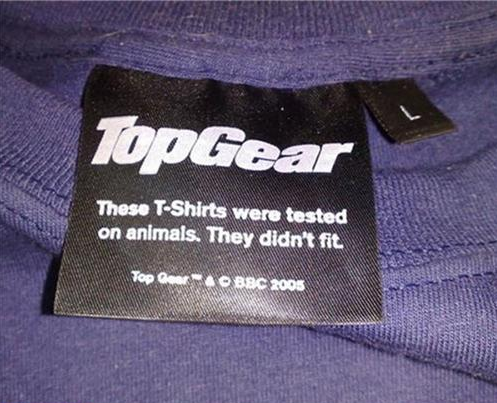 TopGear
L
These T-Shirts were tested
on animals. They didn't fit.
Top Gear™ & © BBC 2005